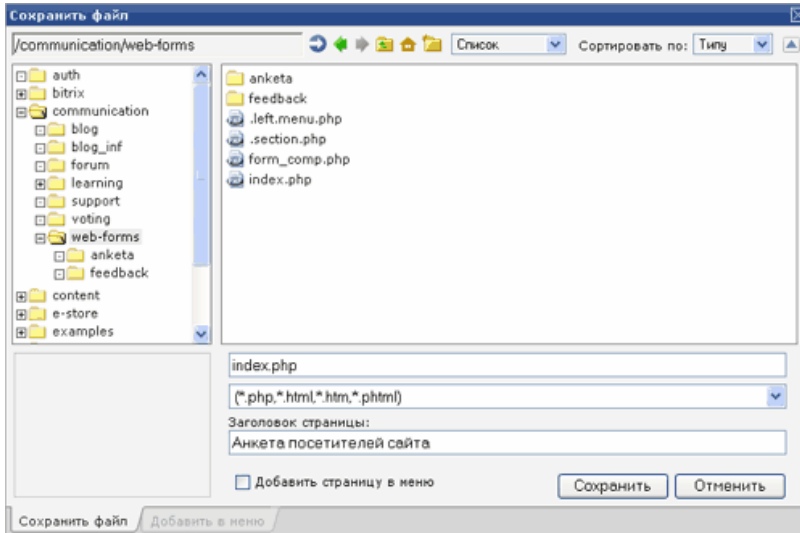 Сохранить файл
/communication/web-forms
Список
Сортировать по: Типу
auth
bitrix
communication
blog
blog_inf
forum
learning
support
voting
web-forms
anketa
feedback
content
e-store
examples
anketa
feedback
.left.menu.php
.section.php
form_comp.php
index.php
index.php
(*.php,*.html,*.htm,*.phtml)
Заголовок страницы:
Анкета посетителей сайта
Добавить страницу в меню
Сохранить
Отменить
Сохранить файл
Добавить в меню